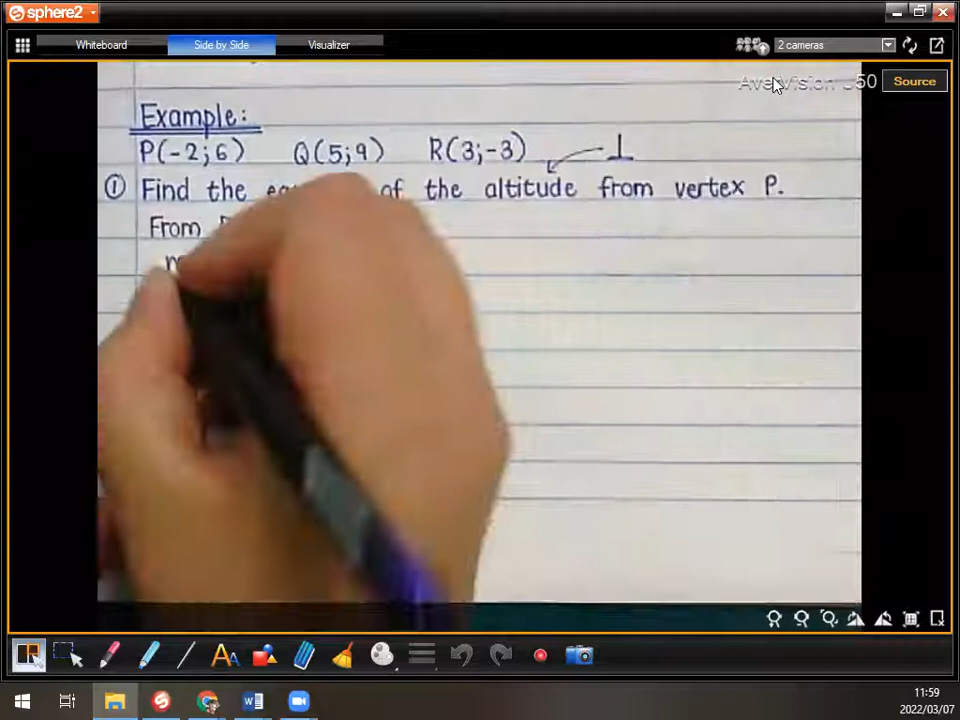 sphere2
Whiteboard Side by Side Visualizer 2 cameras
50 Source
Example:
P(-2;6) Q(5;9) R(3;-3) ⊥
① Find the of the altitude from vertex P.
From
11:59
2022/03/07